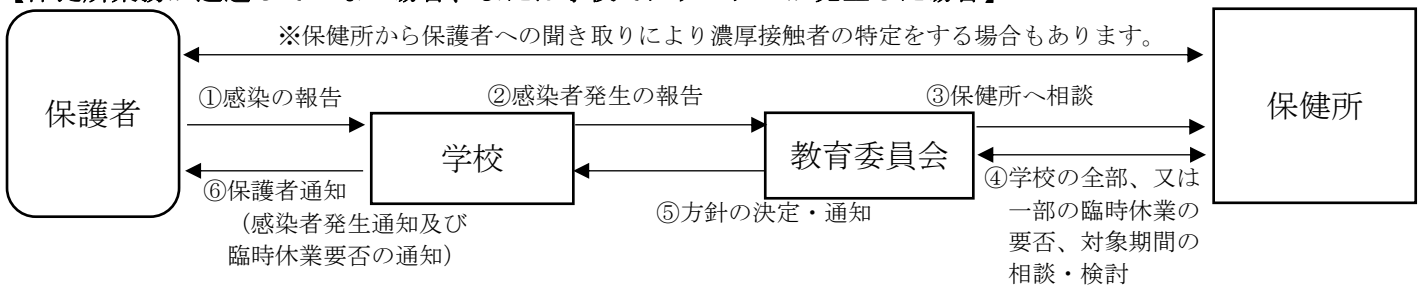 ※保健所から保護者への聞き取りにより濃厚接触者の特定をする場合もあります。
保護者
①感染の報告
②感染者発生の報告
③保健所へ相談
保健所
学校
教育委員会
⑥保護者通知
（感染者発生通知及び
臨時休業要否の通知）
⑤方針の決定・通知
④学校の全部、又は
一部の臨時休業の
要否、対象期間の
相談・検討